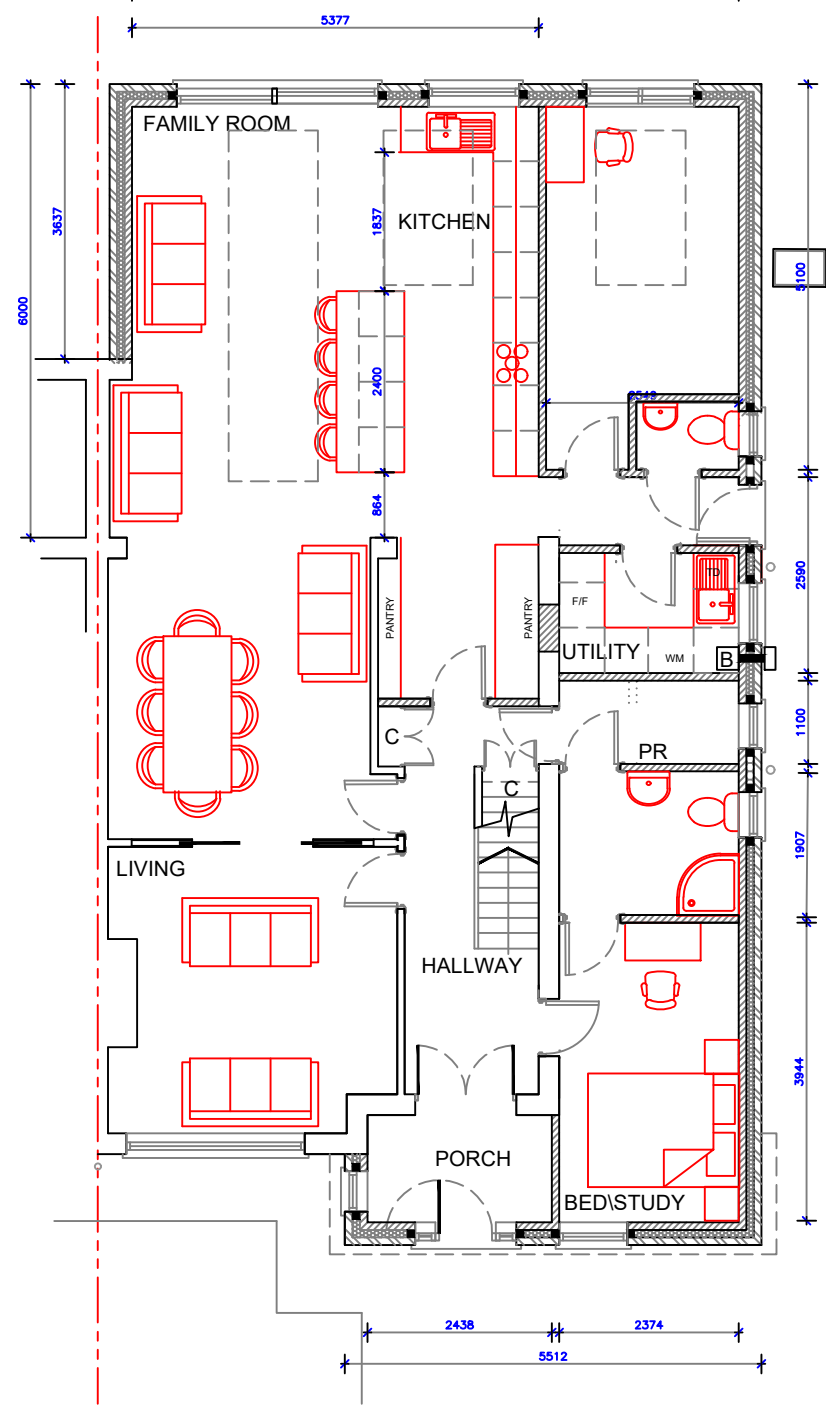 5377
FAMILY ROOM
KITCHEN
3637
1837
6000
5100
2400
2549
864
2590
PANTRY
PANTRY
F/F
TD
UTILITY
WM
B
C
PR
1100
C
LIVING
1907
HALLWAY
3944
PORCH
BED\STUDY
2438
2374
5512